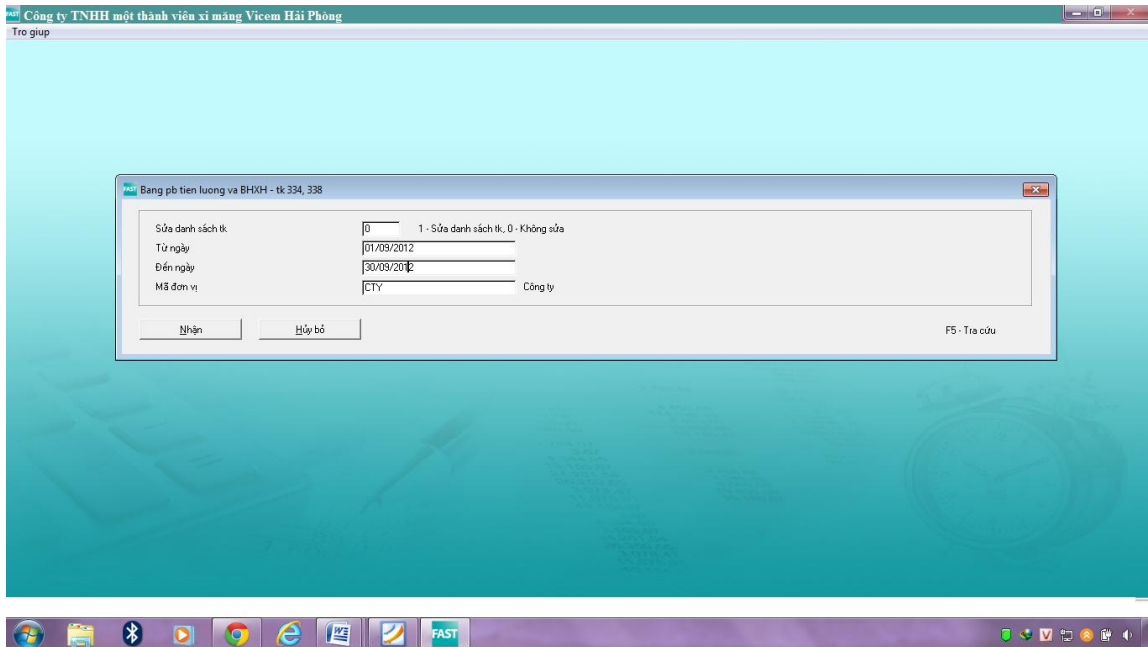 FAST Công ty TNHH một thành viên xi măng Vicem Hải Phòng
Tro giup
FAST Bang pb tien luong va BHXH - tk 334, 338
Sửa danh sách tk 0 1 - Sửa danh sách tk, 0 - Không sửa
Từ ngày 01/09/2012
Đến ngày 30/09/2012
Mã đơn vị CTY Công ty
Nhận Hủy bỏ F5 - Tra cứu
FAST V